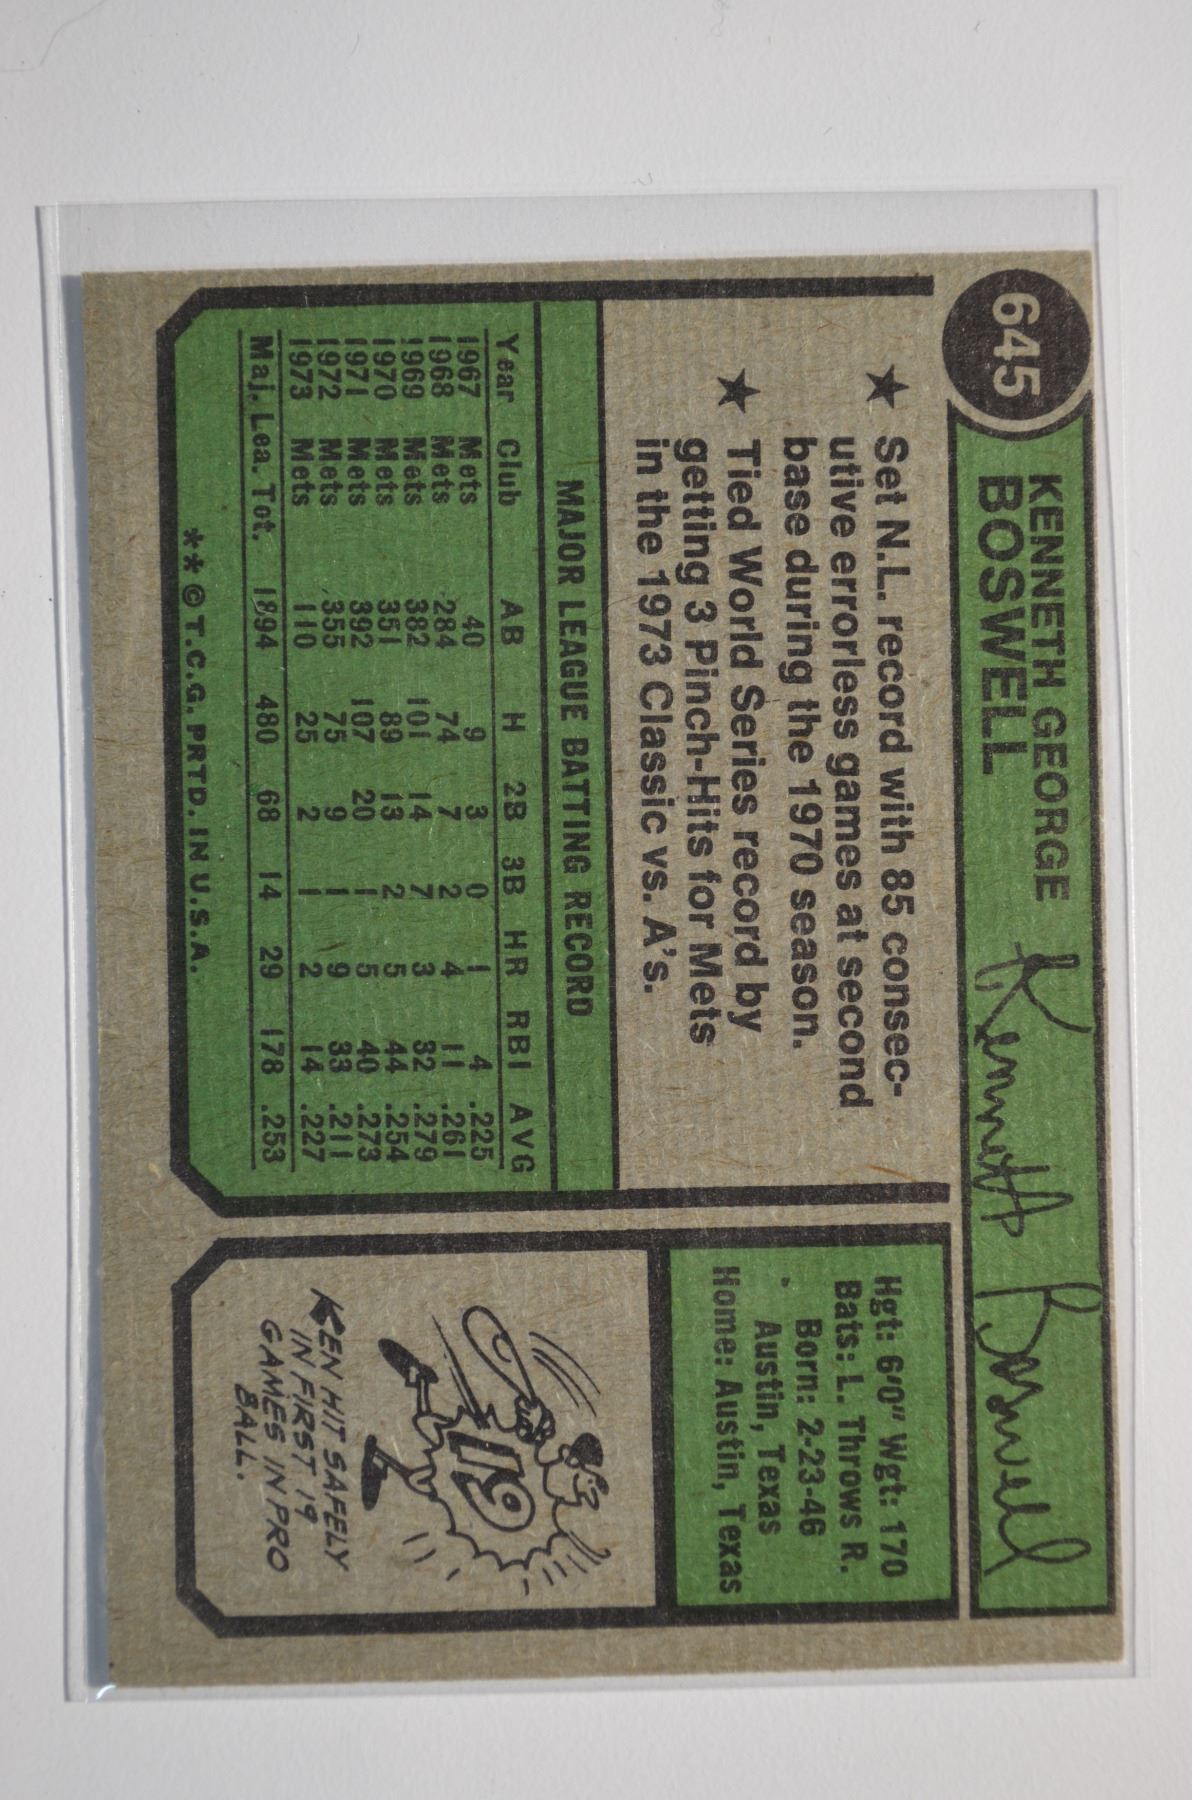 645
KENNETH GEORGE
BOSWELL
Kenneth Boswell
★ Set N.L. record with 85 consec-
utive errorless games at second
base during the 1970 season.
★ Tied World Series record by
getting 3 Pinch-Hits for Mets
in the 1973 Classic vs. A's.
MAJOR LEAGUE BATTING RECORD
Year Club AB H 2B 3B HR RBI AVG
1967 Mets 40 9 3 0 1 4 .225
1968 Mets 284 74 7 2 4 11 .261
1969 Mets 382 101 14 7 3 32 .279
1970 Mets 351 89 13 2 5 44 .254
1971 Mets 392 107 20 1 5 40 .273
1972 Mets 355 75 9 1 9 33 .211
1973 Mets 110 25 2 1 2 14 .227
Maj. Lea. Tot. 1894 480 68 14 29 178 .253
**©T.C.G. PRTD. IN U.S.A.
Hgt: 6'0" Wgt: 170
Bats: L. Throws R.
Born: 2-23-46
Austin, Texas
Home: Austin, Texas
19
KEN HIT SAFELY
IN FIRST 19
GAMES IN PRO
BALL.